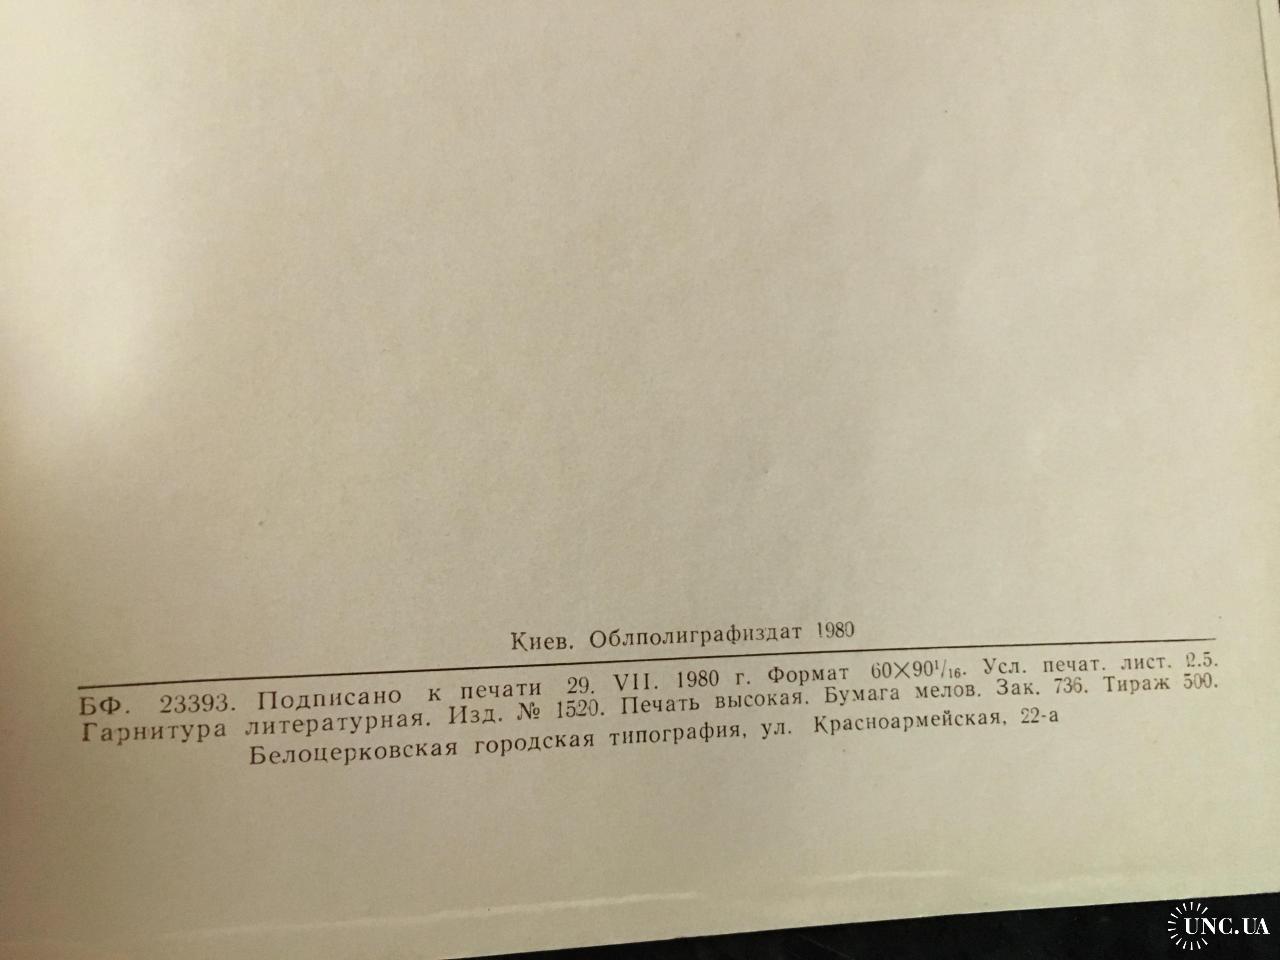 Киев. Облполиграфиздат 1980
БФ. 23393. Подписано к печати 29. VII. 1980 г. Формат 60×90¹/₁₆. Усл. печат. лист. 2.5.
Гарнитура литературная. Изд. № 1520. Печать высокая. Бумага мелов. Зак. 736. Тираж 500.
Белоцерковская городская типография, ул. Красноармейская, 22-а
UNC.UA